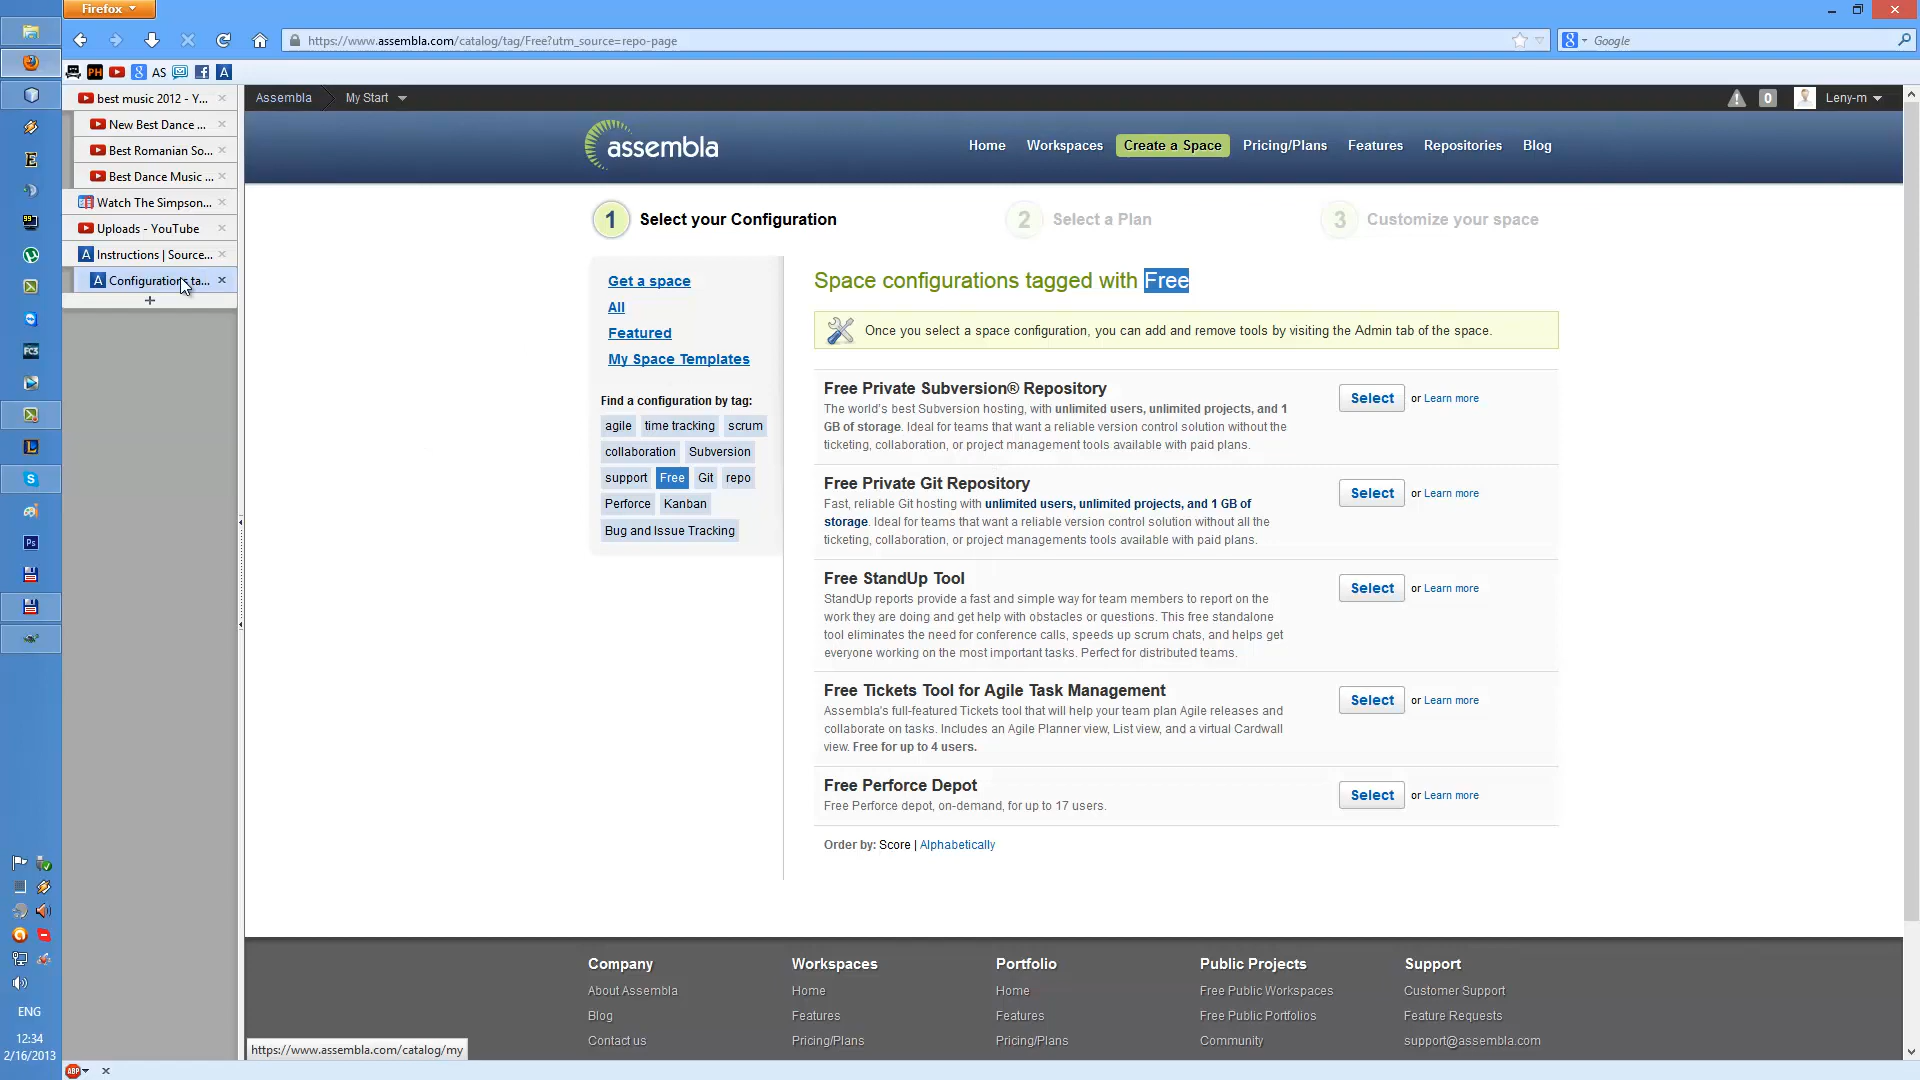 Firefox
https://www.assembla.com/catalog/tag/Free?utm_source=repo-page
Google
PH
AS
best music 2012 - Y...
New Best Dance ...
Best Romanian So...
Best Dance Music ...
Watch The Simpson...
Uploads - YouTube
Instructions | Source...
Configurations ta...
Assembla
My Start
0
Leny-m
assembla
Home
Workspaces
Create a Space
Pricing/Plans
Features
Repositories
Blog
1 Select your Configuration
2 Select a Plan
3 Customize your space
Get a space
All
Featured
My Space Templates
Find a configuration by tag:
agile time tracking scrum
collaboration Subversion
support Free Git repo
Perforce Kanban
Bug and Issue Tracking
Space configurations tagged with Free
Once you select a space configuration, you can add and remove tools by visiting the Admin tab of the space.
Free Private Subversion® Repository
The world's best Subversion hosting, with unlimited users, unlimited projects, and 1
GB of storage. Ideal for teams that want a reliable version control solution without the
ticketing, collaboration, or project management tools available with paid plans.
Select or Learn more
Free Private Git Repository
Fast, reliable Git hosting with unlimited users, unlimited projects, and 1 GB of
storage. Ideal for teams that want a reliable version control solution without all the
ticketing, collaboration, or project managements tools available with paid plans.
Select or Learn more
Free StandUp Tool
StandUp reports provide a fast and simple way for team members to report on the
work they are doing and get help with obstacles or questions. This free standalone
tool eliminates the need for conference calls, speeds up scrum chats, and helps get
everyone working on the most important tasks. Perfect for distributed teams.
Select or Learn more
Free Tickets Tool for Agile Task Management
Assembla's full-featured Tickets tool that will help your team plan Agile releases and
collaborate on tasks. Includes an Agile Planner view, List view, and a virtual Cardwall
view. Free for up to 4 users.
Select or Learn more
Free Perforce Depot
Free Perforce depot, on-demand, for up to 17 users.
Select or Learn more
Order by: Score | Alphabetically
Company
About Assembla
Blog
Contact us
Workspaces
Home
Features
Pricing/Plans
Portfolio
Home
Features
Pricing/Plans
Public Projects
Free Public Workspaces
Free Public Portfolios
Community
Support
Customer Support
Feature Requests
support@assembla.com
https://www.assembla.com/catalog/my
FC3
Ps
ENG
12:34
2/16/2013
ABP